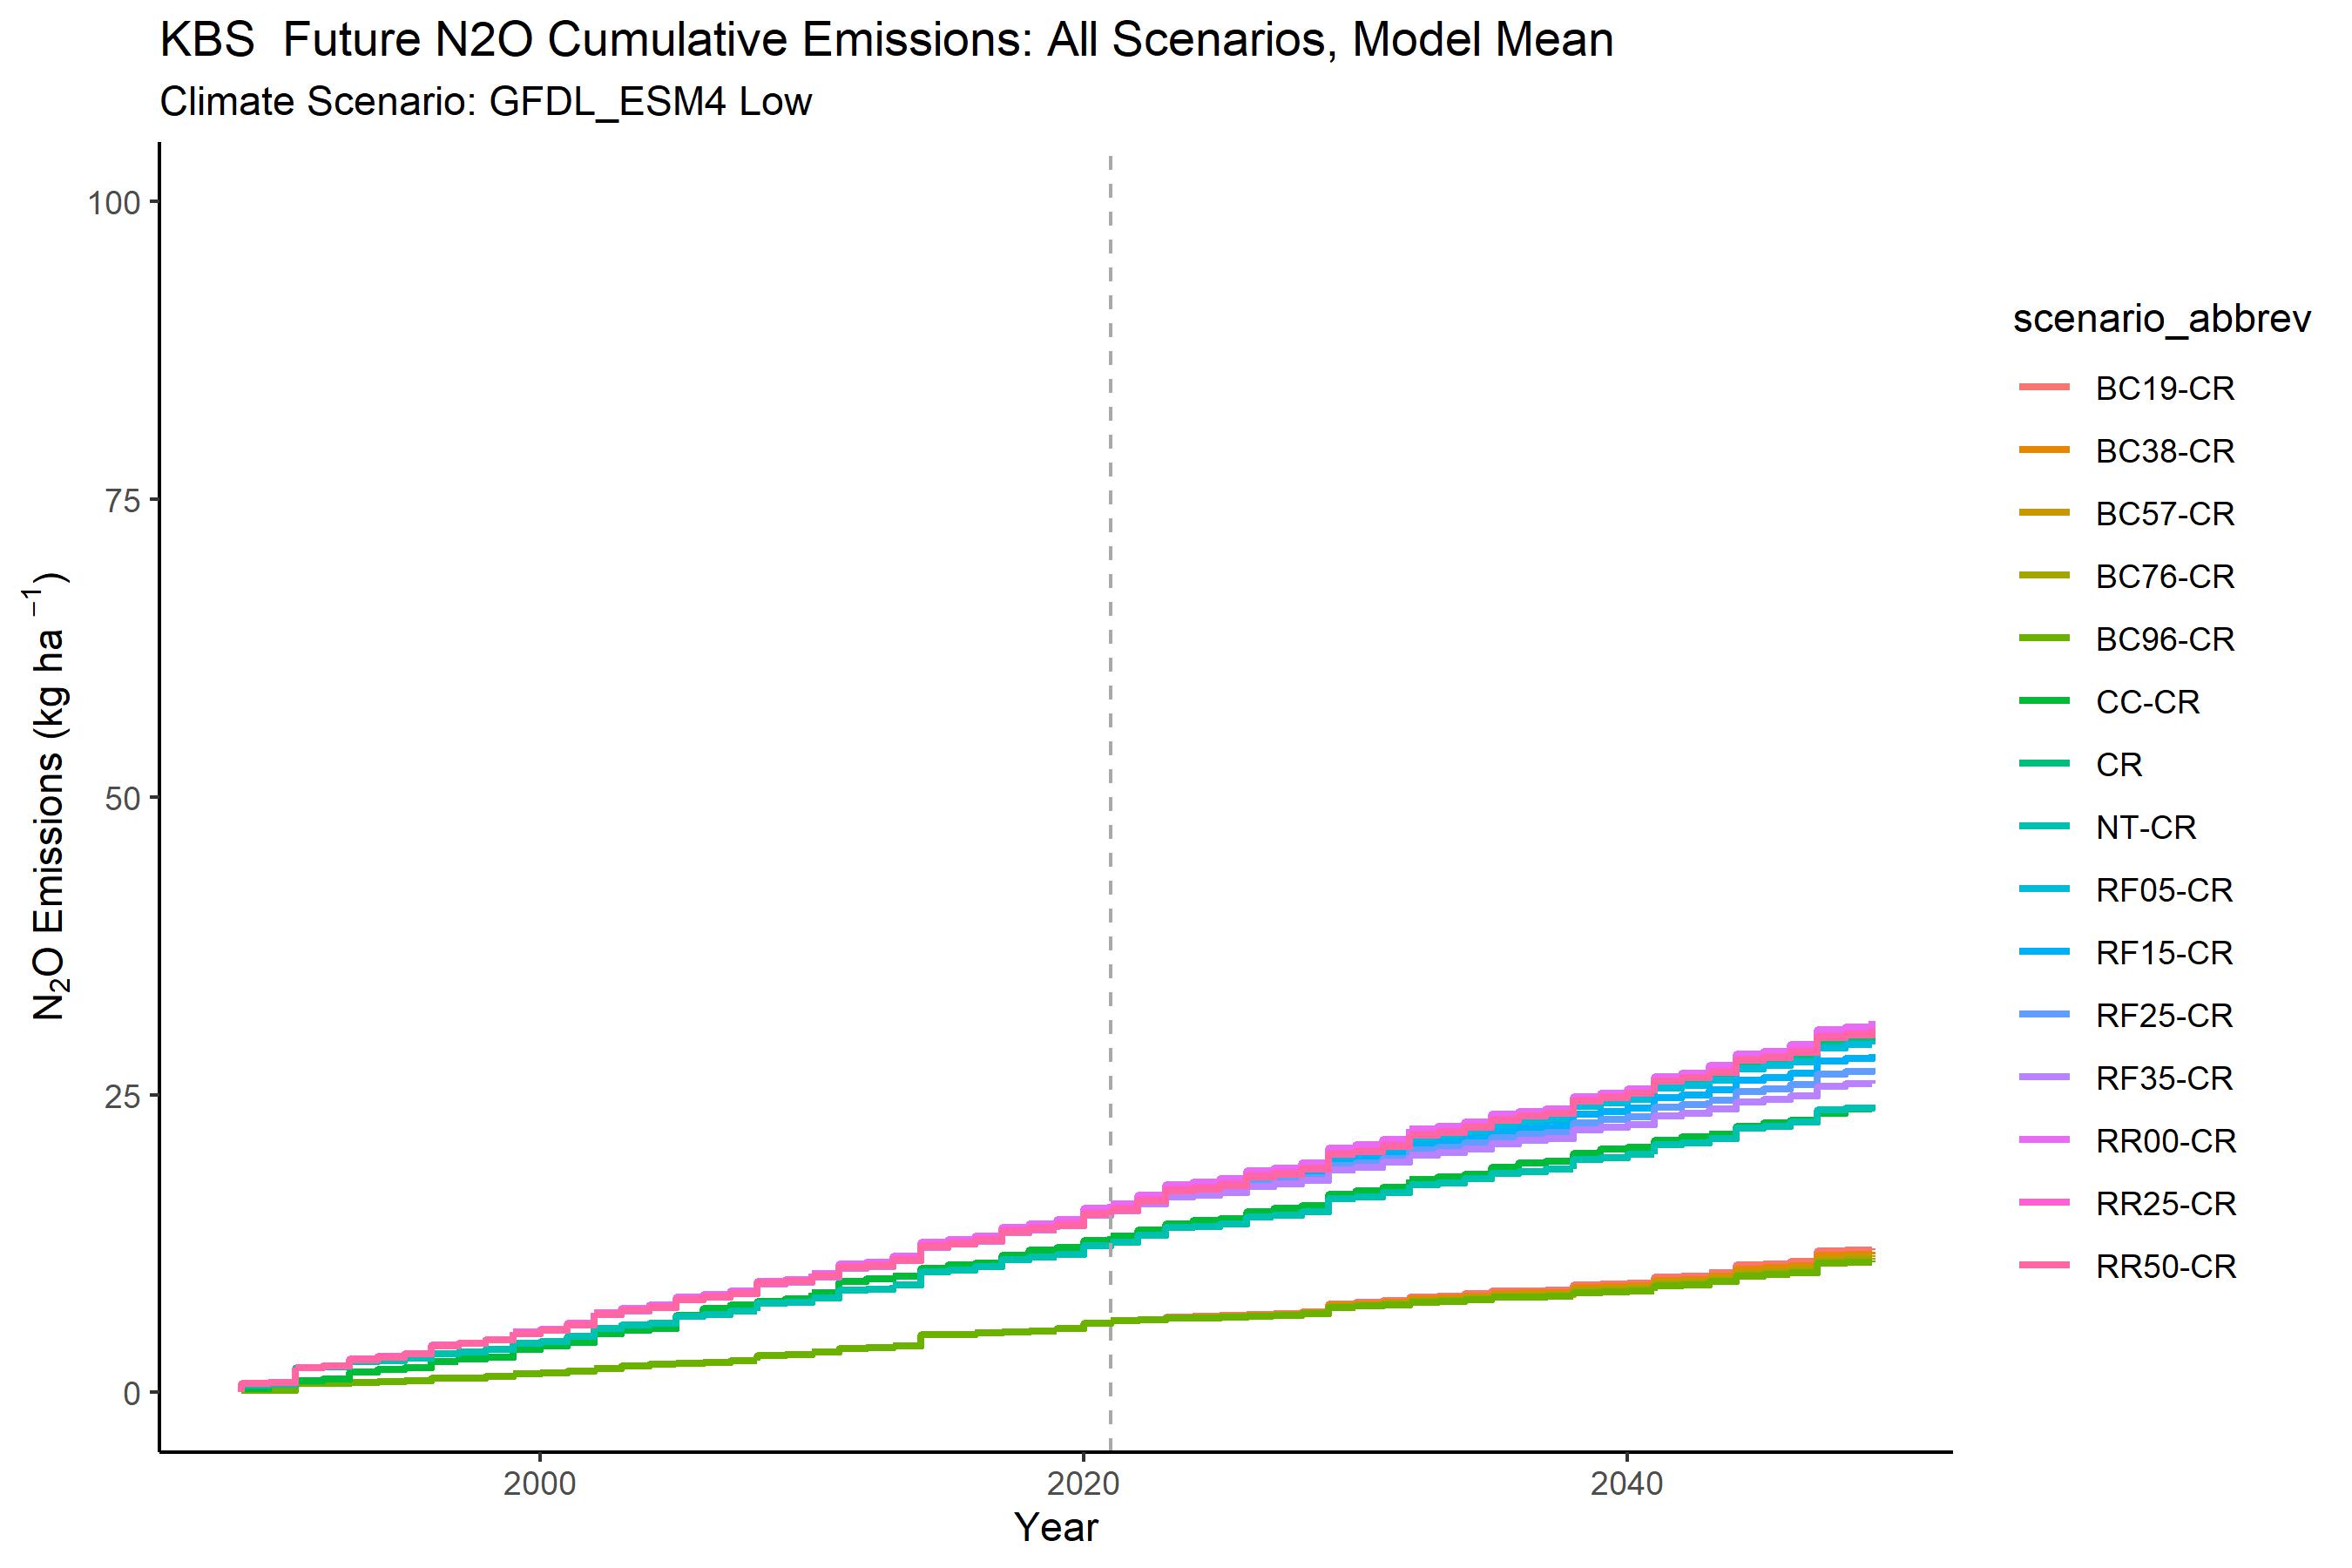 KBS  Future N2O Cumulative Emissions: All Scenarios, Model Mean
Climate Scenario: GFDL_ESM4 Low
100
75
50
25
0
N₂O Emissions (kg ha ⁻¹)
2000
2020
2040
Year
scenario_abbrev
BC19-CR
BC38-CR
BC57-CR
BC76-CR
BC96-CR
CC-CR
CR
NT-CR
RF05-CR
RF15-CR
RF25-CR
RF35-CR
RR00-CR
RR25-CR
RR50-CR